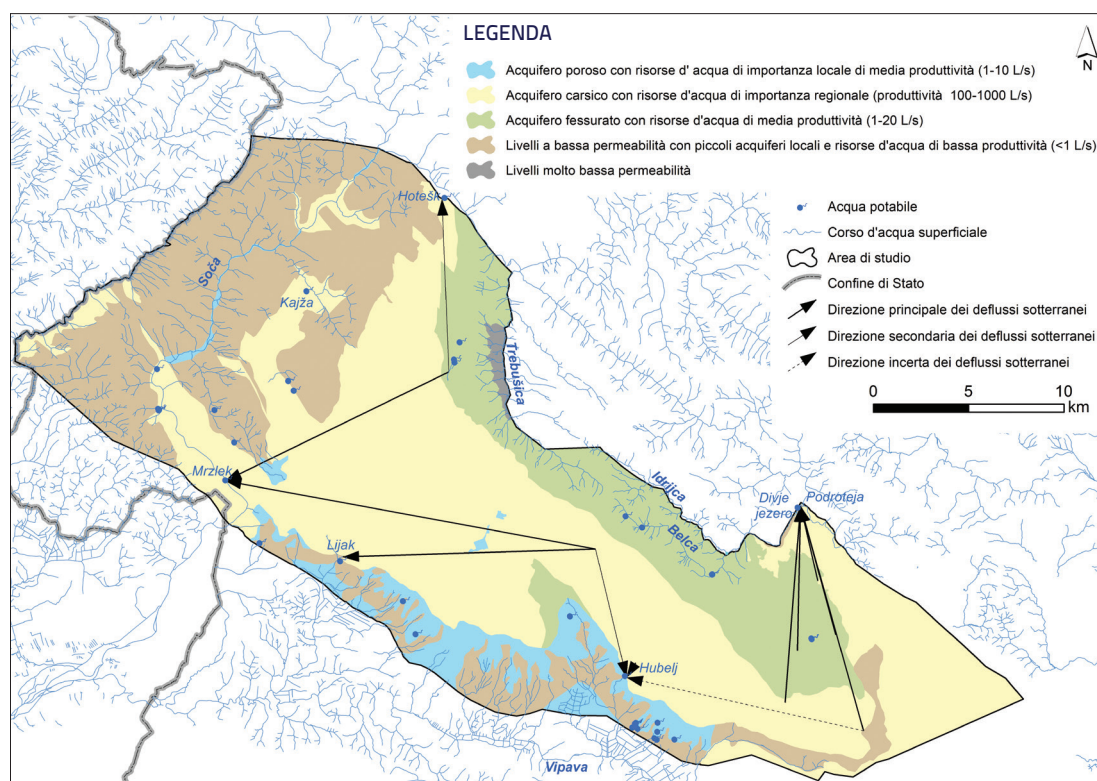 LEGENDA
Acquifero poroso con risorse d' acqua di importanza locale di media produttività (1-10 L/s)
Acquifero carsico con risorse d'acqua di importanza regionale (produttività 100-1000 L/s)
Acquifero fessurato con risorse d'acqua di media produttività (1-20 L/s)
Livelli a bassa permeabilità con piccoli acquiferi locali e risorse d'acqua di bassa produttività (<1 L/s)
Livelli molto bassa permeabilità
N
Acqua potabile
Corso d'acqua superficiale
Area di studio
Confine di Stato
Direzione principale dei deflussi sotterranei
Direzione secondaria dei deflussi sotterranei
Direzione incerta dei deflussi sotterranei
0 5 10
km
Hotešk
Soča
Kajža
Trebušica
Mrzlek
Idrijca
Divje
jezero
Podroteja
Belca
Lijak
Hubelj
Vipava